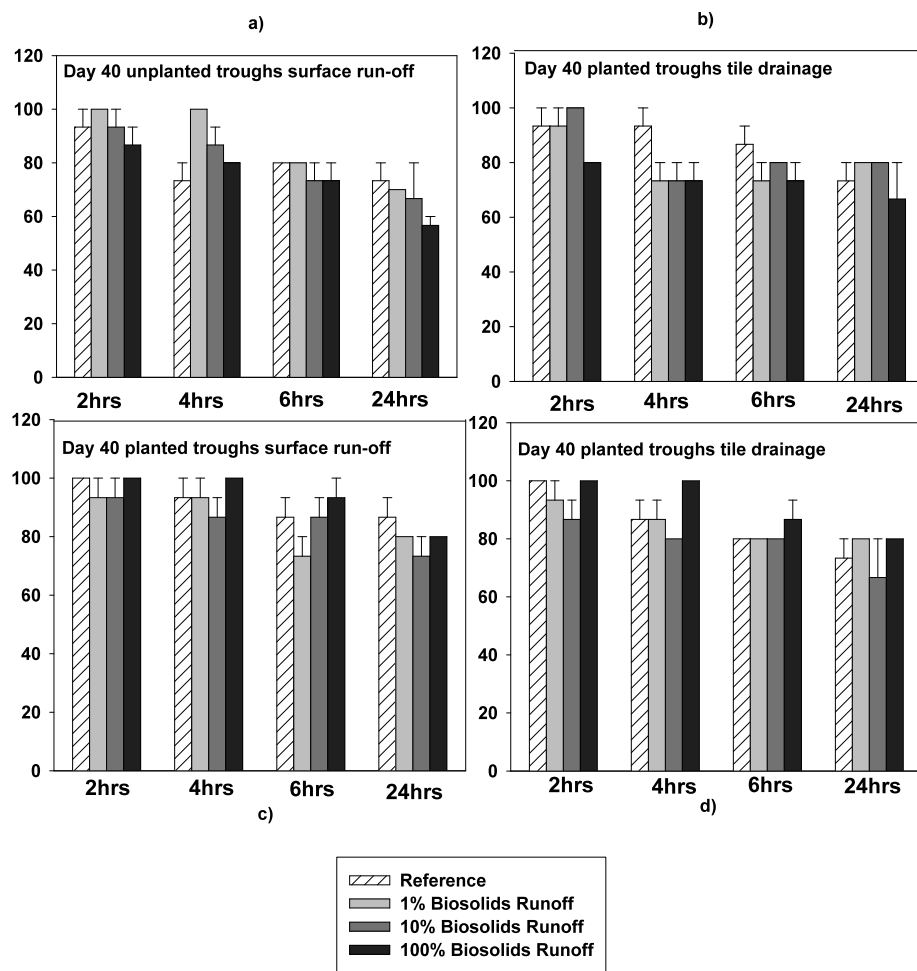 a)
b)
Day 40 unplanted troughs surface run-off
120
100
80
60
40
20
0
2hrs 4hrs 6hrs 24hrs
Day 40 planted troughs tile drainage
120
100
80
60
40
20
0
2hrs 4hrs 6hrs 24hrs
Day 40 planted troughs surface run-off
120
100
80
60
40
20
0
2hrs 4hrs 6hrs 24hrs
c)
Day 40 planted troughs tile drainage
120
100
80
60
40
20
0
2hrs 4hrs 6hrs 24hrs
d)
Reference
1% Biosolids Runoff
10% Biosolids Runoff
100% Biosolids Runoff